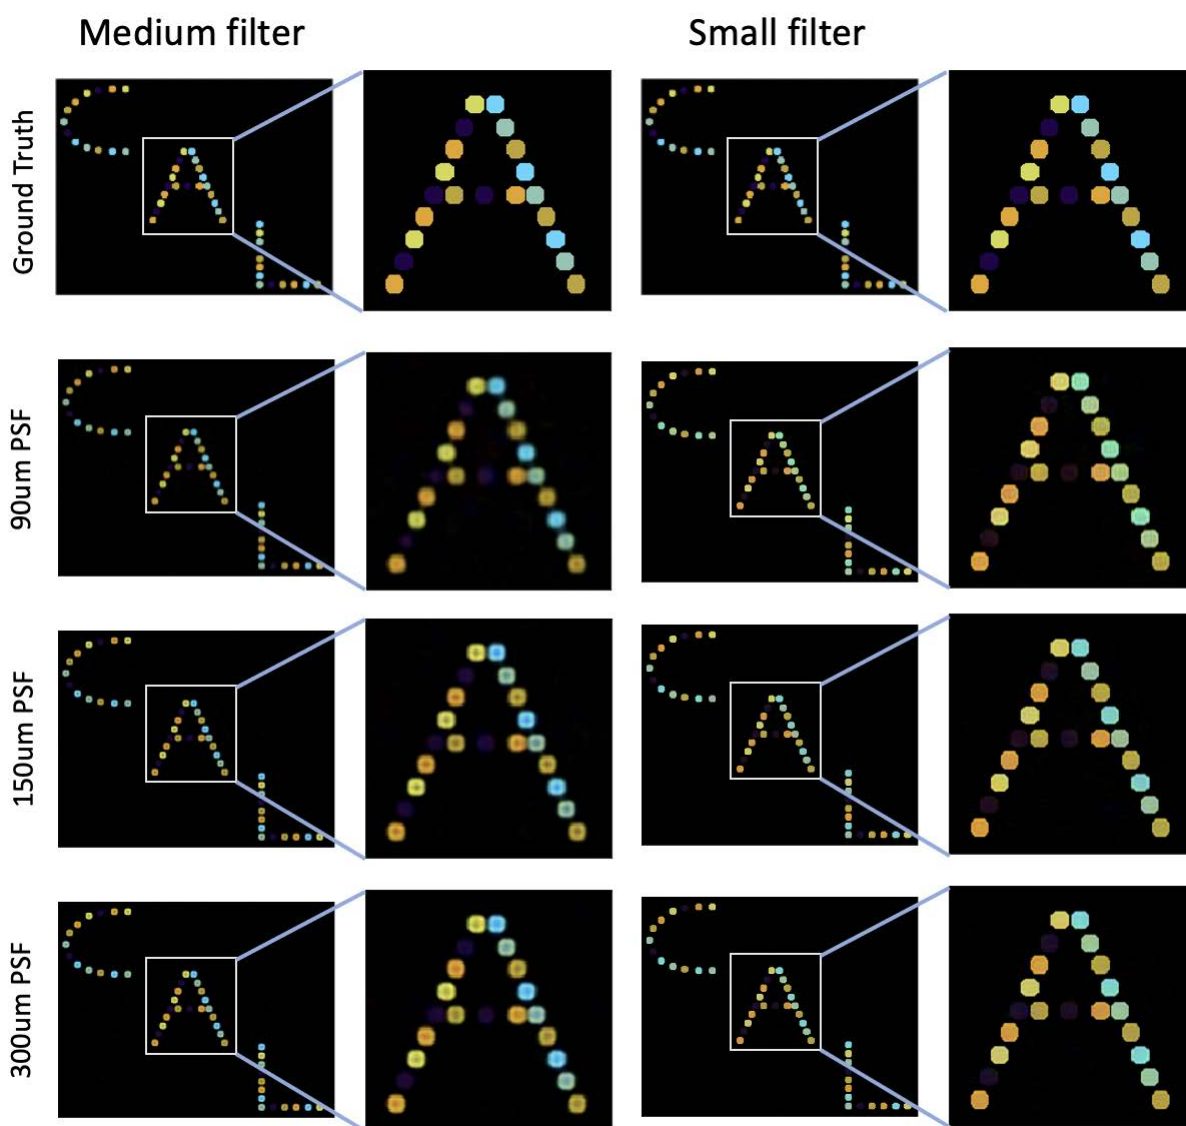 Medium filter
Small filter
Ground Truth
90um PSF
150um PSF
300um PSF